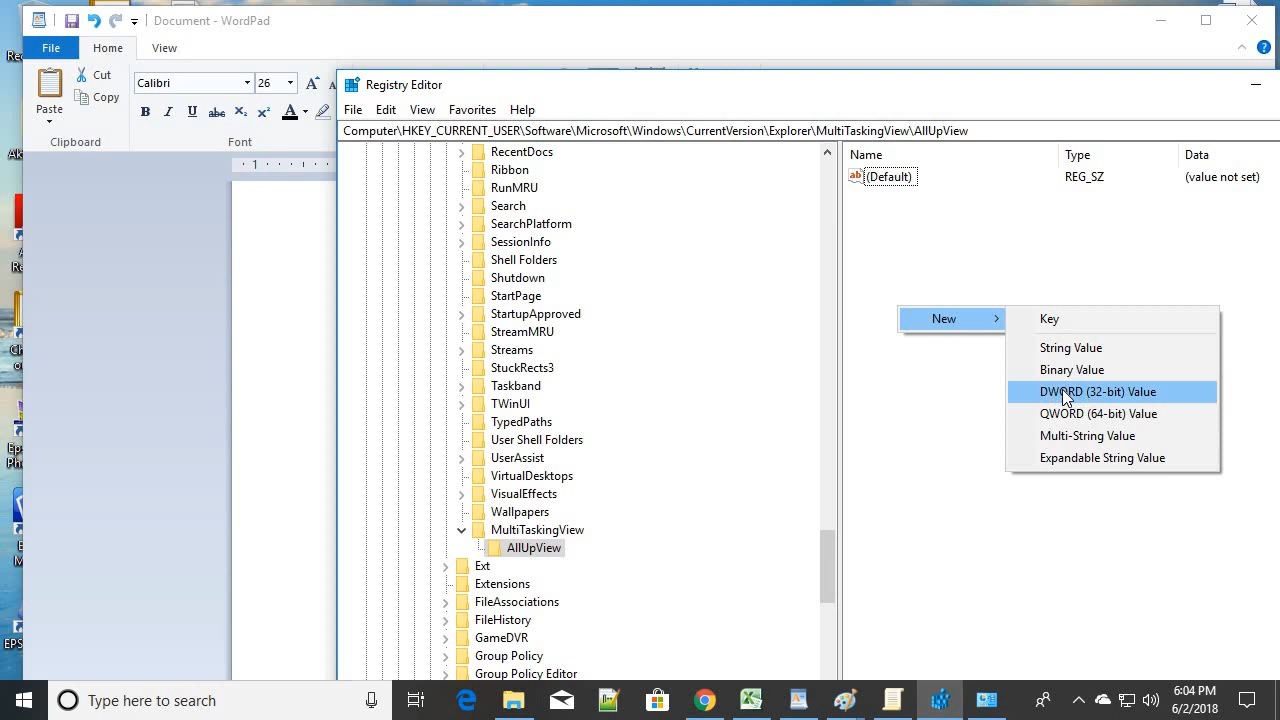 Document - WordPad
File Home View
Paste
Cut
Copy
Calibri 26
Clipboard
Font
1
Registry Editor
File Edit View Favorites Help
Computer\HKEY_CURRENT_USER\Software\Microsoft\Windows\CurrentVersion\Explorer\MultiTaskingView\AllUpView
RecentDocs
Ribbon
RunMRU
Search
SearchPlatform
SessionInfo
Shell Folders
Shutdown
StartPage
StartupApproved
StreamMRU
Streams
StuckRects3
Taskband
TWinUI
TypedPaths
User Shell Folders
UserAssist
VirtualDesktops
VisualEffects
Wallpapers
MultiTaskingView
AllUpView
Ext
Extensions
FileAssociations
FileHistory
GameDVR
Group Policy
Group Policy Editor
Name Type Data
(Default) REG_SZ (value not set)
New
Key
String Value
Binary Value
DWORD (32-bit) Value
QWORD (64-bit) Value
Multi-String Value
Expandable String Value
Type here to search
6:04 PM
6/2/2018